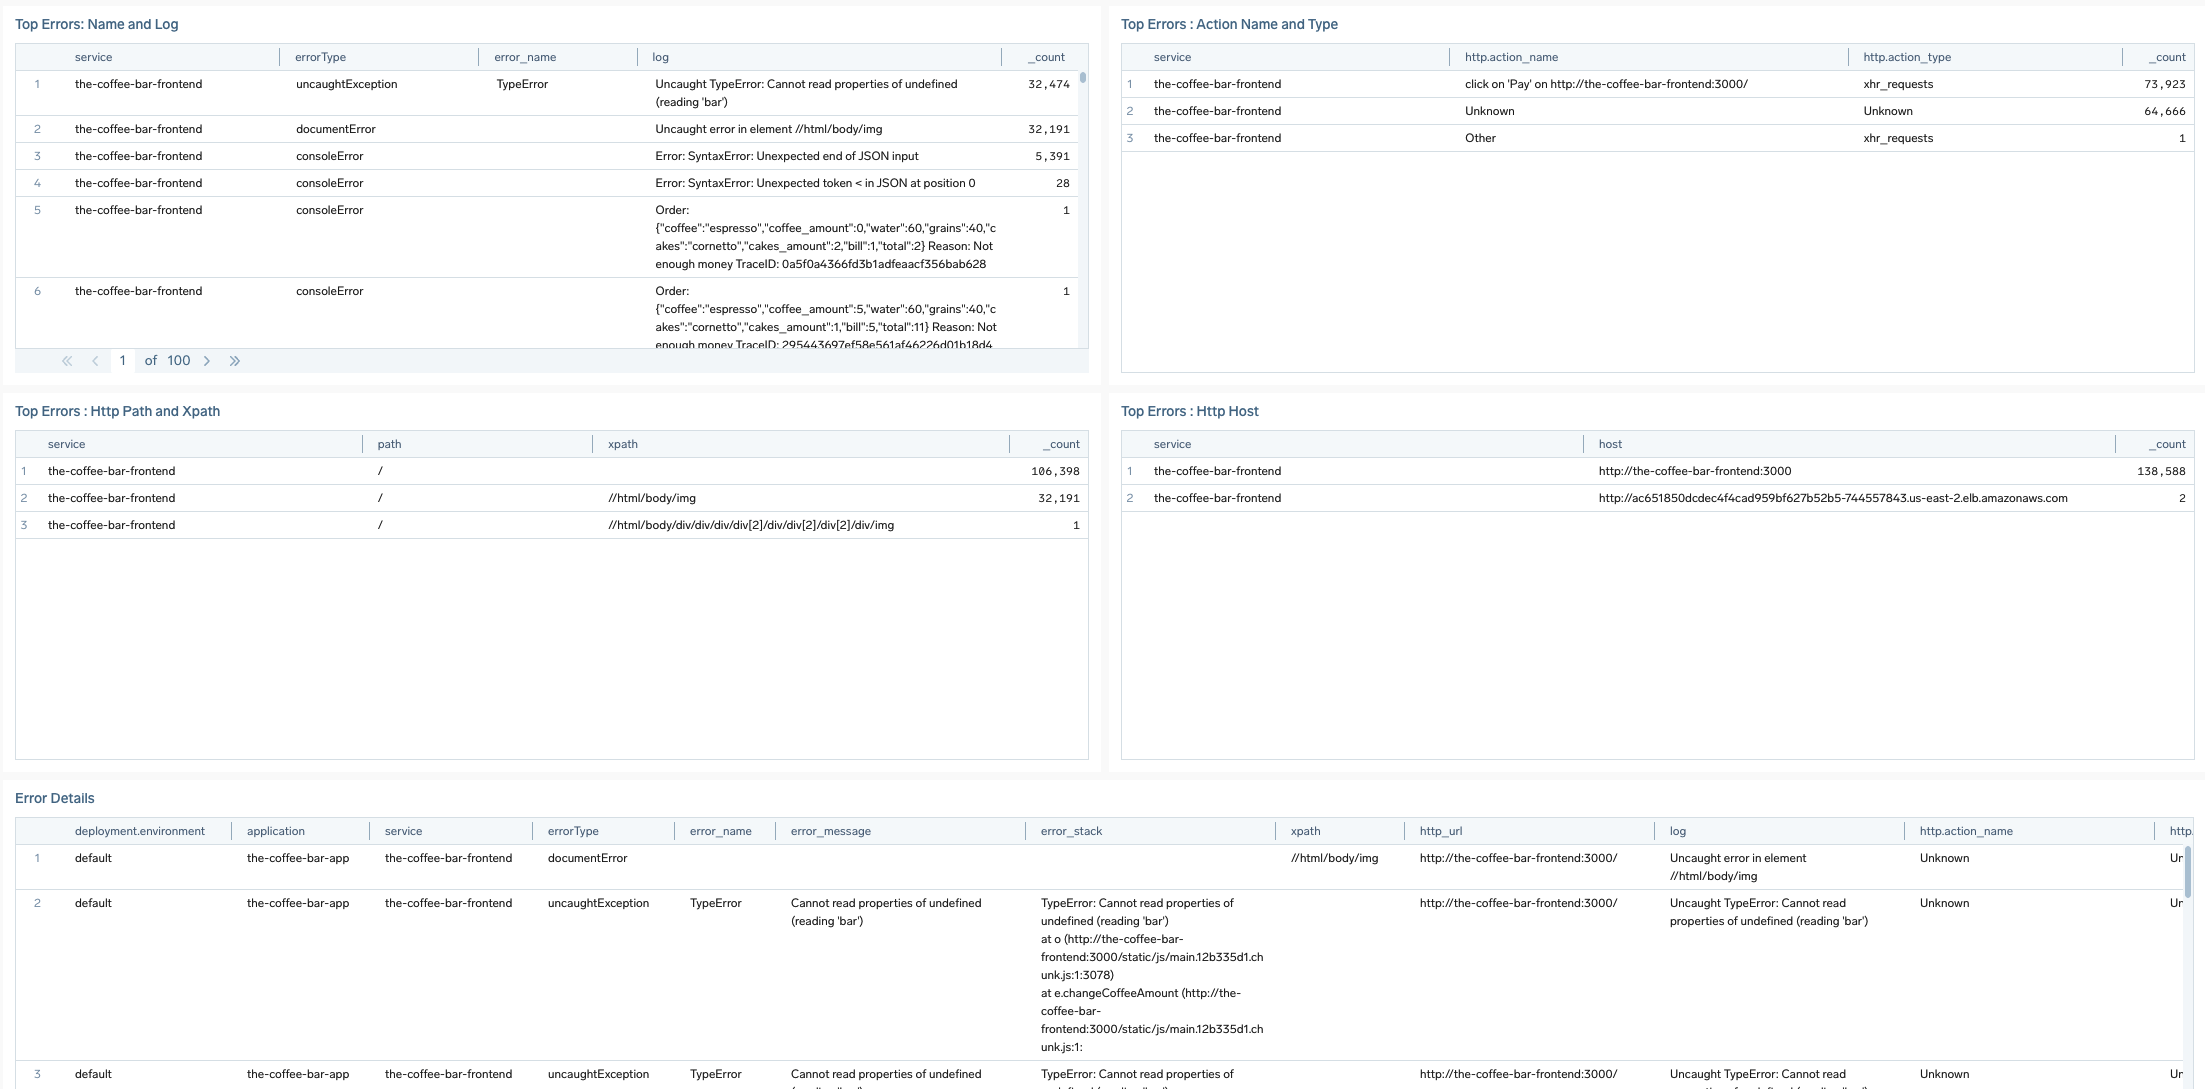 Top Errors: Name and Log
service errorType error_name log _count
1 the-coffee-bar-frontend uncaughtException TypeError Uncaught TypeError: Cannot read properties of undefined 32,474
(reading 'bar')
2 the-coffee-bar-frontend documentError Uncaught error in element //html/body/img 32,191
3 the-coffee-bar-frontend consoleError Error: SyntaxError: Unexpected end of JSON input 5,391
4 the-coffee-bar-frontend consoleError Error: SyntaxError: Unexpected token < in JSON at position 0 28
5 the-coffee-bar-frontend consoleError Order: 1
{"coffee":"espresso","coffee_amount":0,"water":60,"grains":40,"c
akes":"cornetto","cakes_amount":2,"bill":1,"total":2} Reason: Not
enough money TraceID: 0a5f0a4366fd3b1adfeaacf356bab628
6 the-coffee-bar-frontend consoleError Order: 1
{"coffee":"espresso","coffee_amount":5,"water":60,"grains":40,"c
akes":"cornetto","cakes_amount":1,"bill":5,"total":11} Reason: Not
enough money TraceID: 295443697ef58e561af46226d01b18d4
1 of 100
Top Errors : Action Name and Type
service http.action_name http.action_type _count
1 the-coffee-bar-frontend click on 'Pay' on http://the-coffee-bar-frontend:3000/ xhr_requests 73,923
2 the-coffee-bar-frontend Unknown Unknown 64,666
3 the-coffee-bar-frontend Other xhr_requests 1
Top Errors : Http Path and Xpath
service path xpath _count
1 the-coffee-bar-frontend / 106,398
2 the-coffee-bar-frontend / //html/body/img 32,191
3 the-coffee-bar-frontend / //html/body/div/div/div/div[2]/div/div[2]/div[2]/div/img 1
Top Errors : Http Host
service host _count
1 the-coffee-bar-frontend http://the-coffee-bar-frontend:3000 138,588
2 the-coffee-bar-frontend http://ac651850dcdec4f4cad959bf627b52b5-744557843.us-east-2.elb.amazonaws.com 2
Error Details
deployment.environment application service errorType error_name error_message error_stack xpath http_url log http.action_name http.
1 default the-coffee-bar-app the-coffee-bar-frontend documentError //html/body/img http://the-coffee-bar-frontend:3000/ Uncaught error in element Unknown Un
//html/body/img
2 default the-coffee-bar-app the-coffee-bar-frontend uncaughtException TypeError Cannot read properties of undefined TypeError: Cannot read properties of http://the-coffee-bar-frontend:3000/ Uncaught TypeError: Cannot read Unknown Un
(reading 'bar') undefined (reading 'bar') properties of undefined (reading 'bar')
at o (http://the-coffee-bar-
frontend:3000/static/js/main.12b335d1.ch
unk.js:1:3078)
at e.changeCoffeeAmount (http://the-
coffee-bar-
frontend:3000/static/js/main.12b335d1.ch
unk.js:1:
3 default the-coffee-bar-app the-coffee-bar-frontend uncaughtException TypeError Cannot read properties of undefined TypeError: Cannot read properties of http://the-coffee-bar-frontend:3000/ Uncaught TypeError: Cannot read Unknown Un